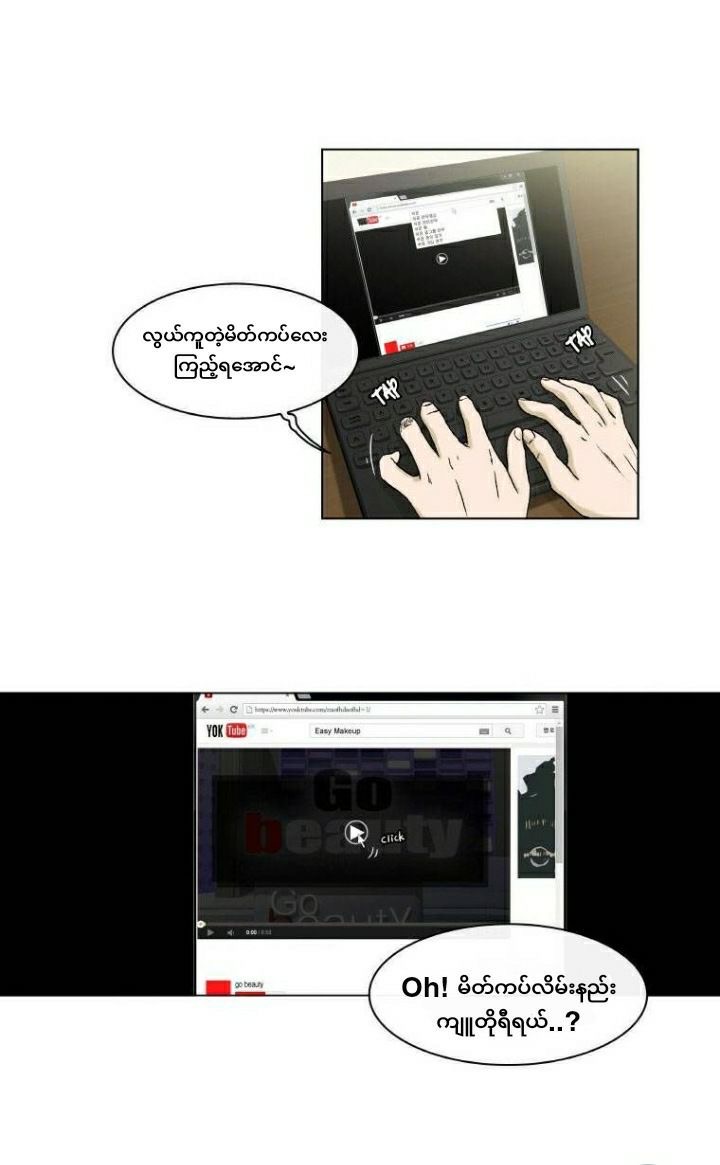 လွယ်ကူတဲ့မိတ်ကပ်လေး
ကြည့်ရအောင်~
TAP
TAP
YOK Tube
Easy Makeup
Go
beauty
click
Go
beauty
go beauty
Oh! မိတ်ကပ်လိမ်းနည်း
ကျူတိုရီရယ်..?